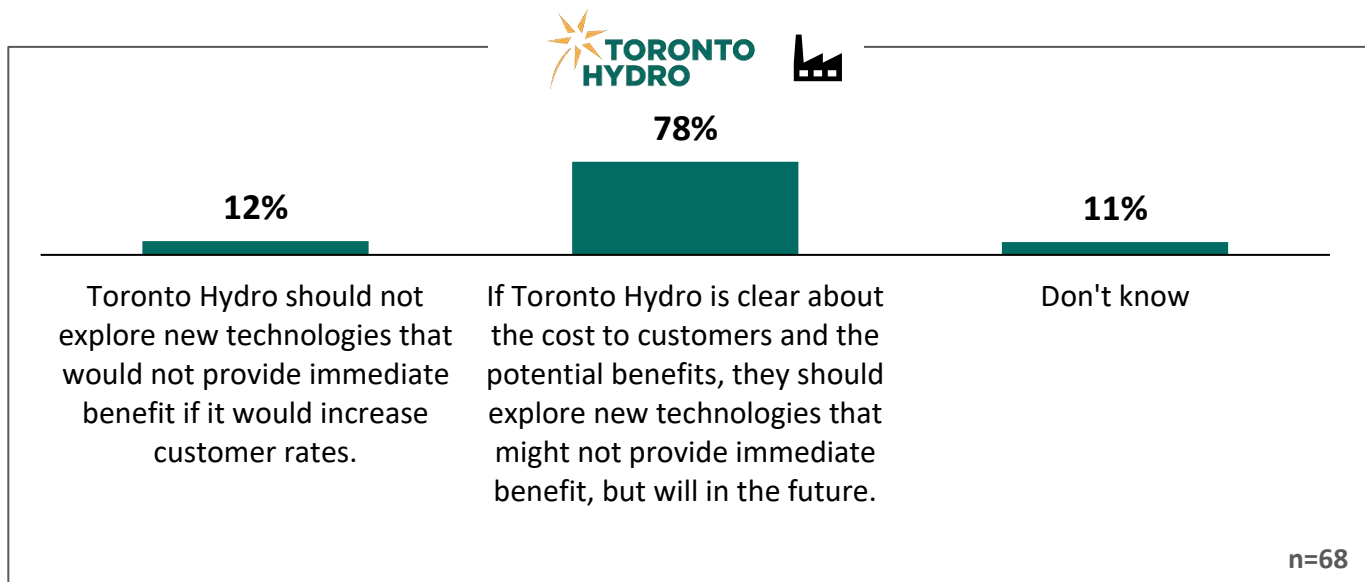 TORONTO
HYDRO
78%
12%
11%
Toronto Hydro should not
explore new technologies that
would not provide immediate
benefit if it would increase
customer rates.
If Toronto Hydro is clear about
the cost to customers and the
potential benefits, they should
explore new technologies that
might not provide immediate
benefit, but will in the future.
Don't know
n=68